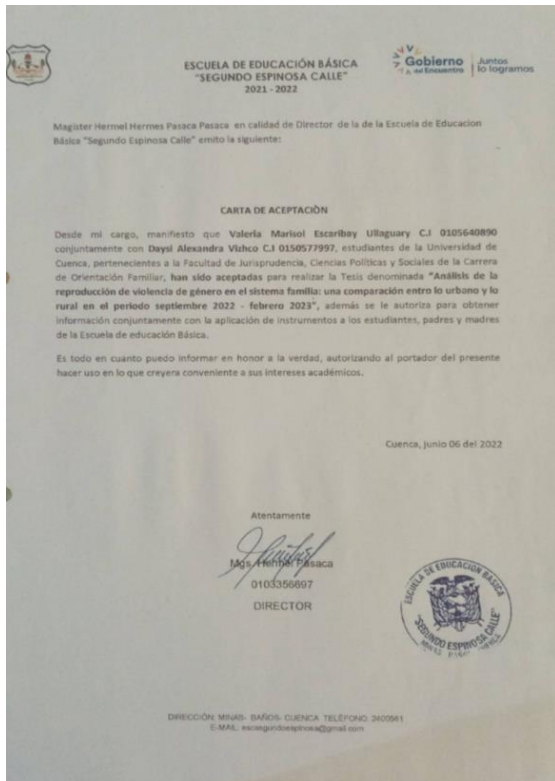 ESCUELA DE EDUCACIÓN BÁSICA
"SEGUNDO ESPINOSA CALLE"
2021 - 2022
Gobierno
del Encuentro
Juntos
lo logramos
Magister Hermel Hermes Pasaca Pasaca en calidad de Director de la de la Escuela de Educacion
Básica "Segundo Espinosa Calle" emito la siguiente:
CARTA DE ACEPTACIÒN
Desde mi cargo, manifiesto que Valeria Marisol Escaribay Ullaguary C.I 0105640890
conjuntamente con Daysi Alexandra Vizhco C.I 0150577997, estudiantes de la Universidad de
Cuenca, pertenecientes a la Facultad de Jurisprudencia, Ciencias Políticas y Sociales de la Carrera
de Orientación Familiar, han sido aceptadas para realizar la Tesis denominada "Análisis de la
reproducción de violencia de género en el sistema familia: una comparación entro lo urbano y lo
rural en el periodo septiembre 2022 - febrero 2023", además se le autoriza para obtener
información conjuntamente con la aplicación de instrumentos a los estudiantes, padres y madres
de la Escuela de educación Básica.
Es todo en cuanto puedo informar en honor a la verdad, autorizando al portador del presente
hacer uso en lo que creyera conveniente a sus intereses académicos.
Cuenca, junio 06 del 2022
Atentamente
Mgs. Hermel Pasaca
0103356697
DIRECTOR
ESCUELA DE EDUCACIÓN BÁSICA
"SEGUNDO ESPINOSA CALLE"
DIRECCIÓN: MINAS- BAÑOS- CUENCA TELÉFONO: 2400561
E-MAIL: escsegundoespinosa@gmail.com